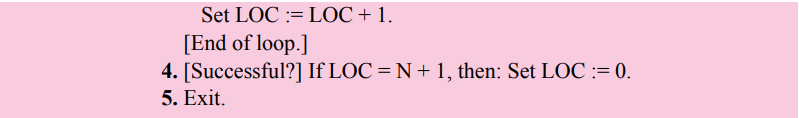 Set LOC := LOC + 1.
[End of loop.]
4. [Successful?] If LOC = N + 1, then: Set LOC := 0.
5. Exit.